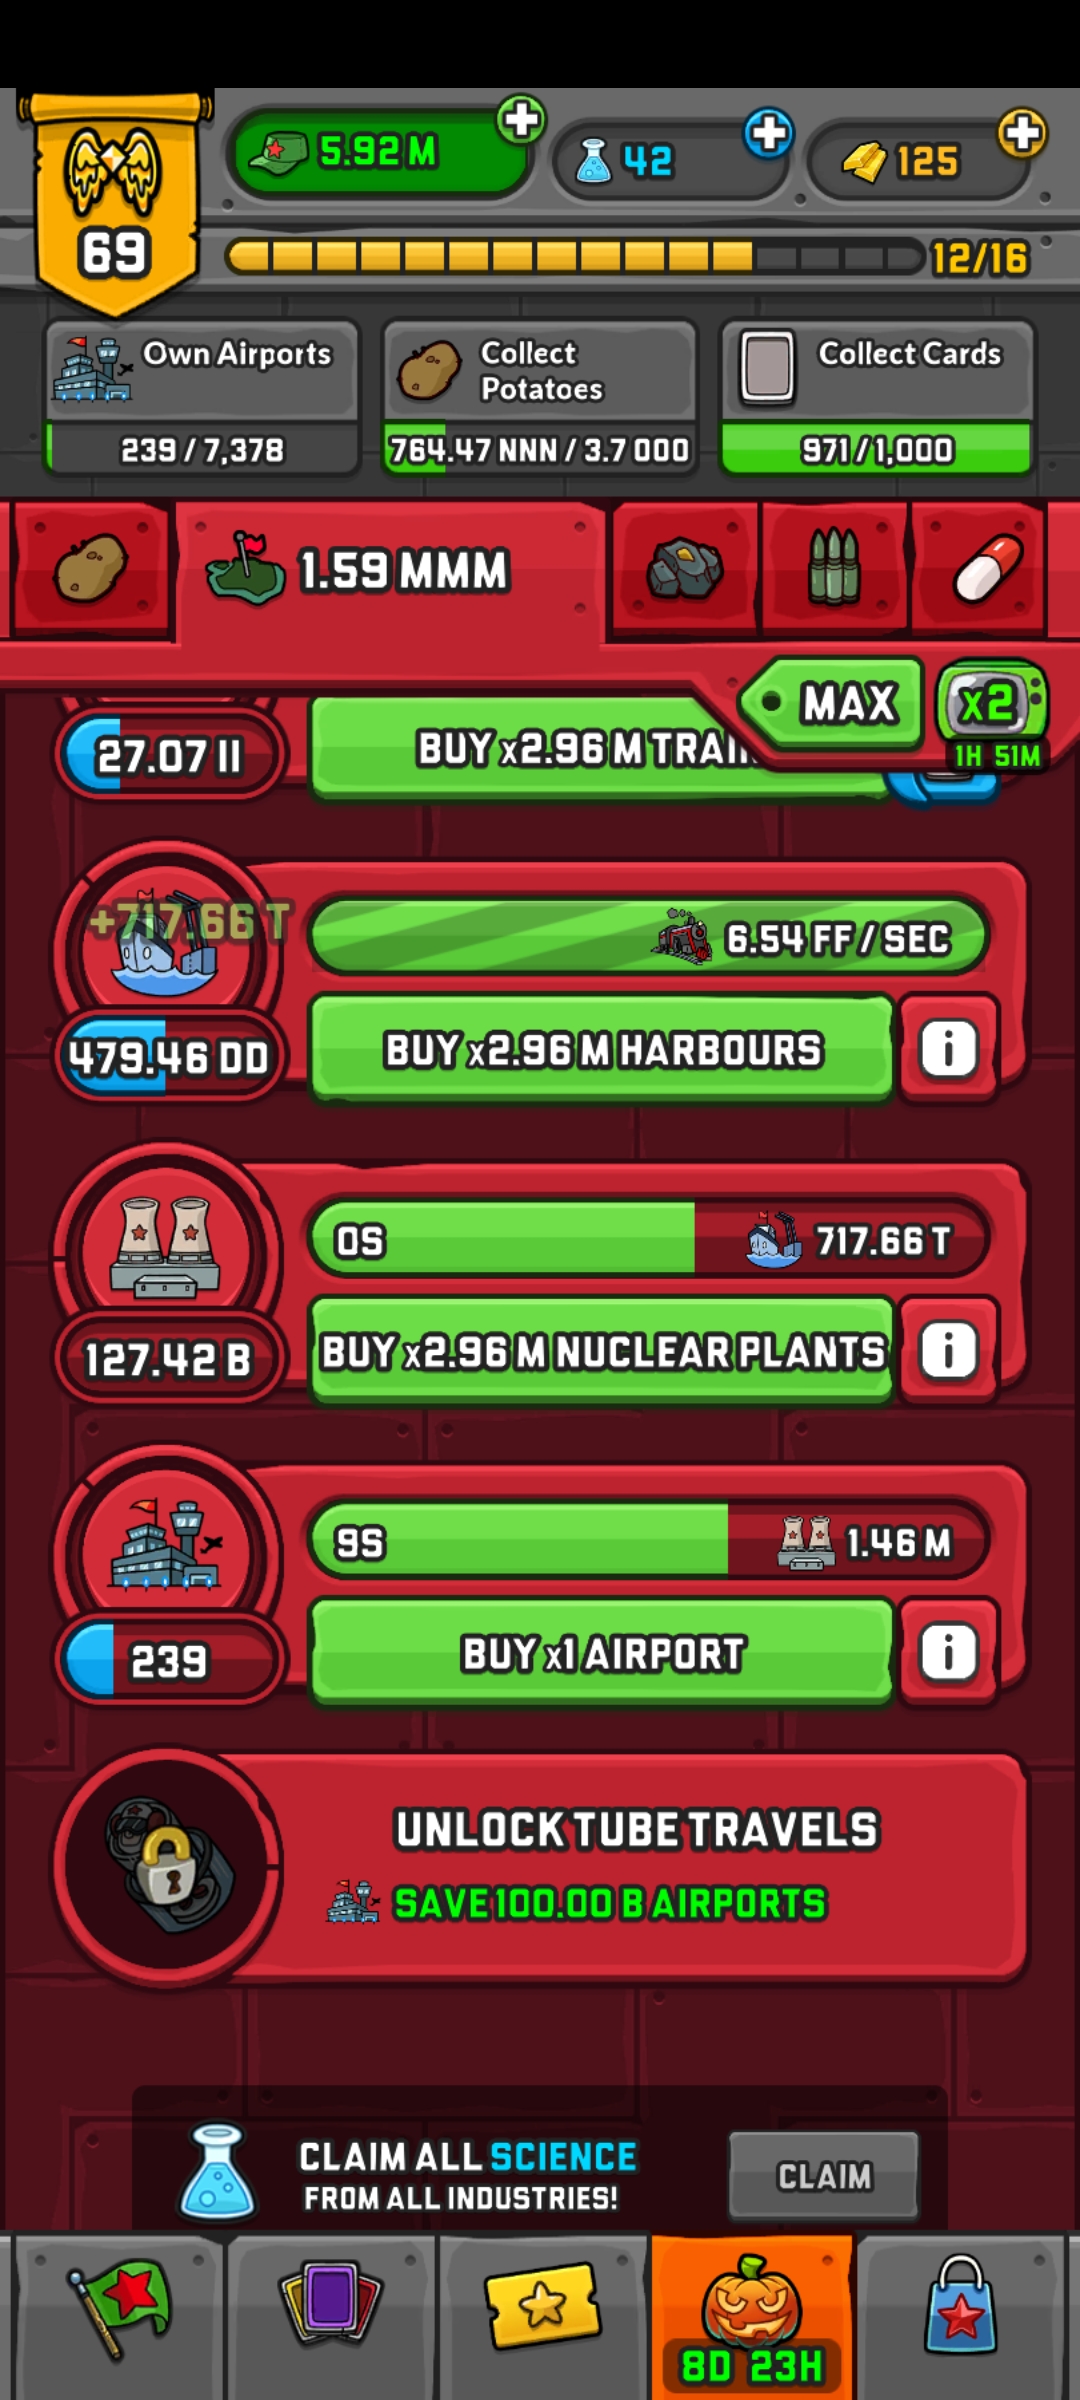 5.92 M
42
125
69
12/16
Own Airports
239 / 7,378
Collect
Potatoes
764.47 NNN / 3.7 OOO
Collect Cards
971 / 1,000
1.59 MMM
MAX
x2
1H 51M
27.07 II
BUY x2.96 M TRAI
+717.66 T
6.54 FF / SEC
479.46 DD
BUY x2.96 M HARBOURS
0S
717.66 T
127.42 B
BUY x2.96 M NUCLEAR PLANTS
9S
1.46 M
239
BUY x1 AIRPORT
UNLOCK TUBE TRAVELS
SAVE 100.00 B AIRPORTS
CLAIM ALL SCIENCE
FROM ALL INDUSTRIES!
CLAIM
8D 23H